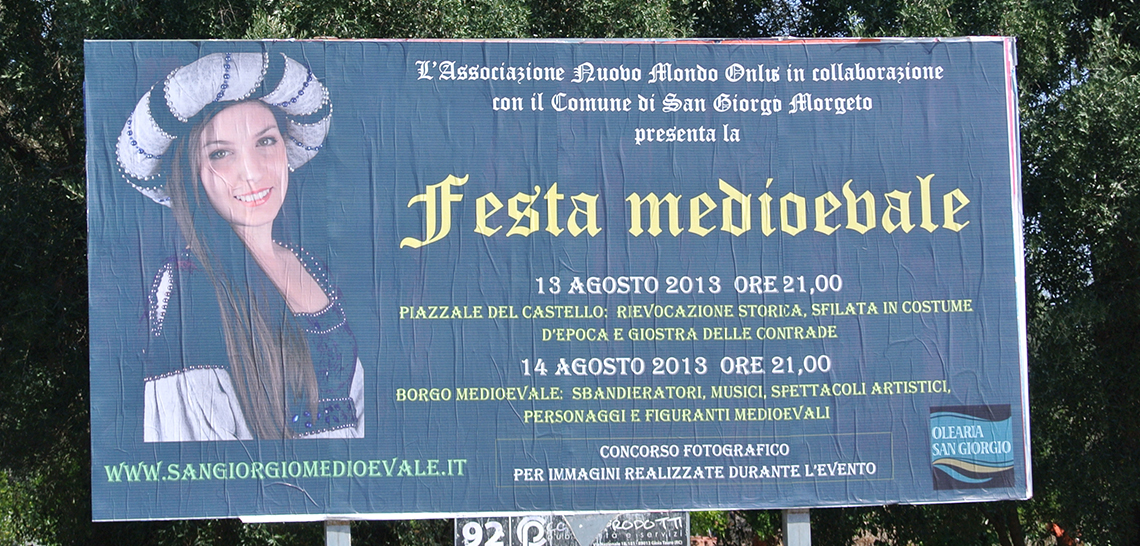 L'Associazione Nuovo Mondo Onlus in collaborazione
con il Comune di San Giorgo Morgeto
presenta la
Festa medioevale
13 AGOSTO 2013 ORE 21,00
PIAZZALE DEL CASTELLO: RIEVOCAZIONE STORICA, SFILATA IN COSTUME
D'EPOCA E GIOSTRA DELLE CONTRADE
14 AGOSTO 2013 ORE 21,00
BORGO MEDIOEVALE: SBANDIERATORI, MUSICI, SPETTACOLI ARTISTICI,
PERSONAGGI E FIGURANTI MEDIOEVALI
CONCORSO FOTOGRAFICO
PER IMMAGINI REALIZZATE DURANTE L'EVENTO
WWW.SANGIORGIOMEDIOEVALE.IT
OLEARIA
SAN GIORGIO
92